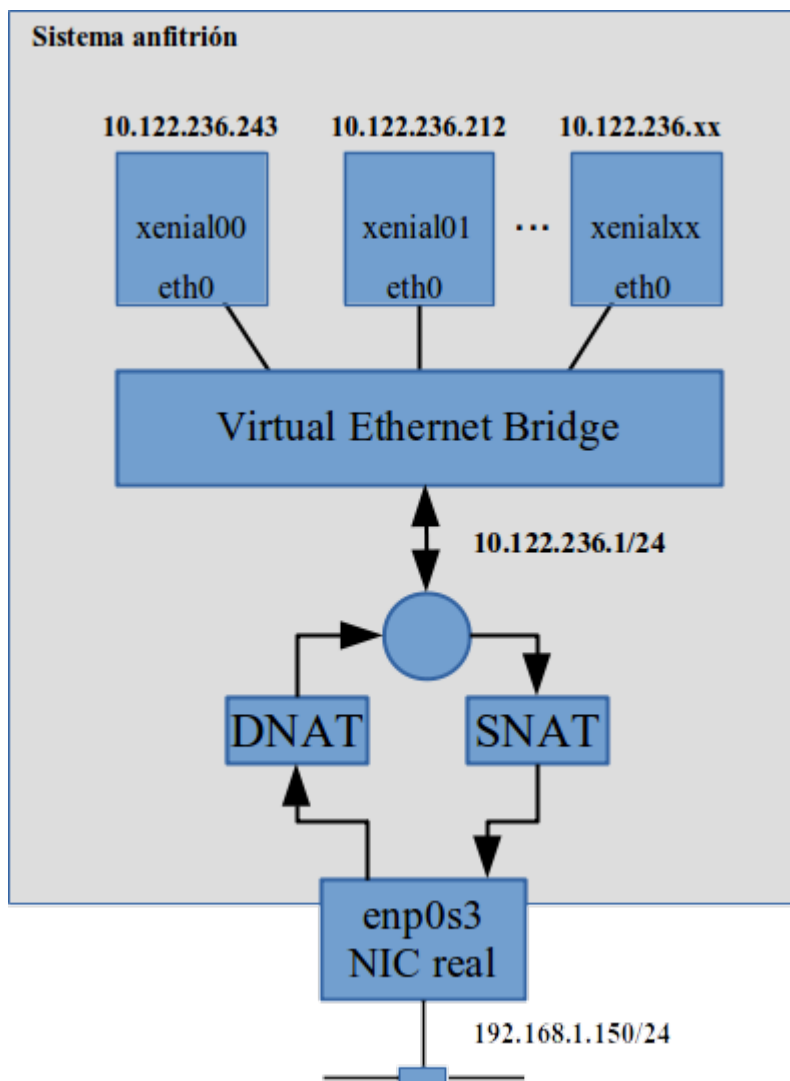 Sistema anfitrión
10.122.236.243 10.122.236.212 10.122.236.xx
xenial00 xenial01 ... xenialxx
eth0 eth0 eth0
Virtual Ethernet Bridge
10.122.236.1/24
DNAT SNAT
enp0s3
NIC real
192.168.1.150/24